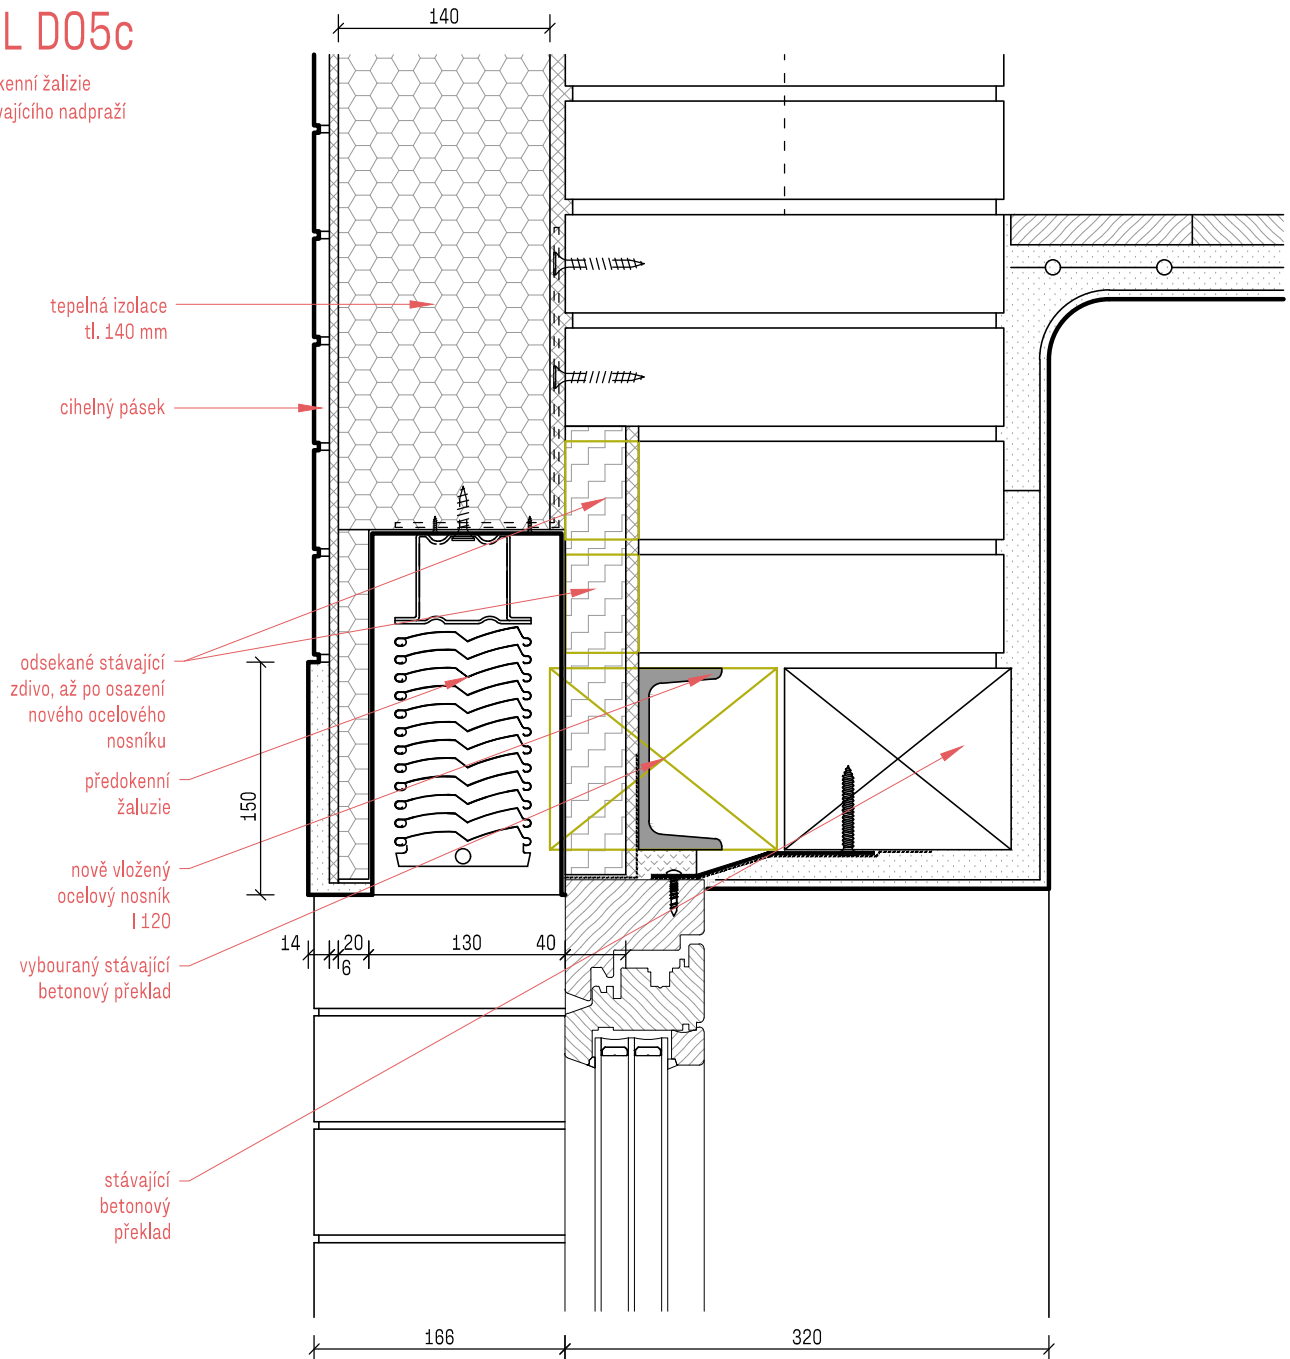 L D05c
kenní žalizie
vajícího nadpraží
140
tepelná izolace
tl. 140 mm
cihelný pásek
odsekané stávající
zdivo, až po osazení
nového ocelového
nosníku
předokenní
žaluzie
150
nově vložený
ocelový nosník
I 120
14
20
6
130
40
vybouraný stávající
betonový překlad
stávající
betonový
překlad
166
320